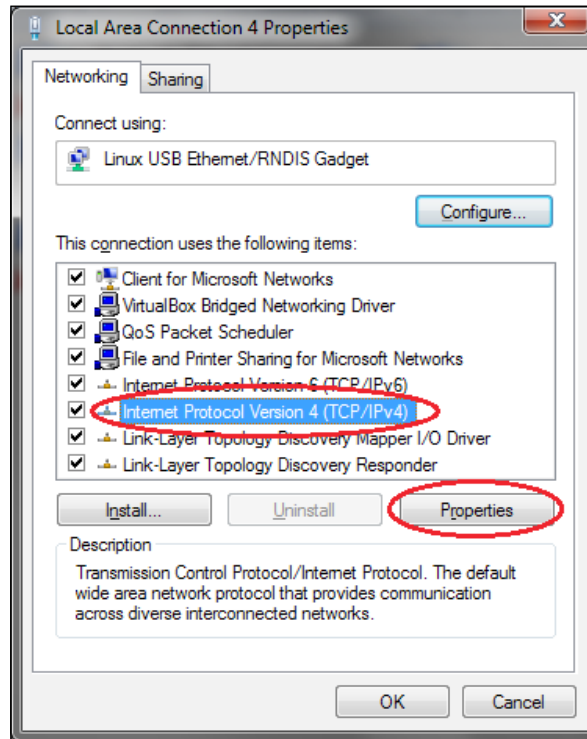 Local Area Connection 4 Properties
Networking
Sharing
Connect using:
Linux USB Ethernet/RNDIS Gadget
Configure...
This connection uses the following items:
Client for Microsoft Networks
VirtualBox Bridged Networking Driver
QoS Packet Scheduler
File and Printer Sharing for Microsoft Networks
Internet Protocol Version 6 (TCP/IPv6)
Internet Protocol Version 4 (TCP/IPv4)
Link-Layer Topology Discovery Mapper I/O Driver
Link-Layer Topology Discovery Responder
Install...
Uninstall
Properties
Description
Transmission Control Protocol/Internet Protocol. The default
wide area network protocol that provides communication
across diverse interconnected networks.
OK
Cancel